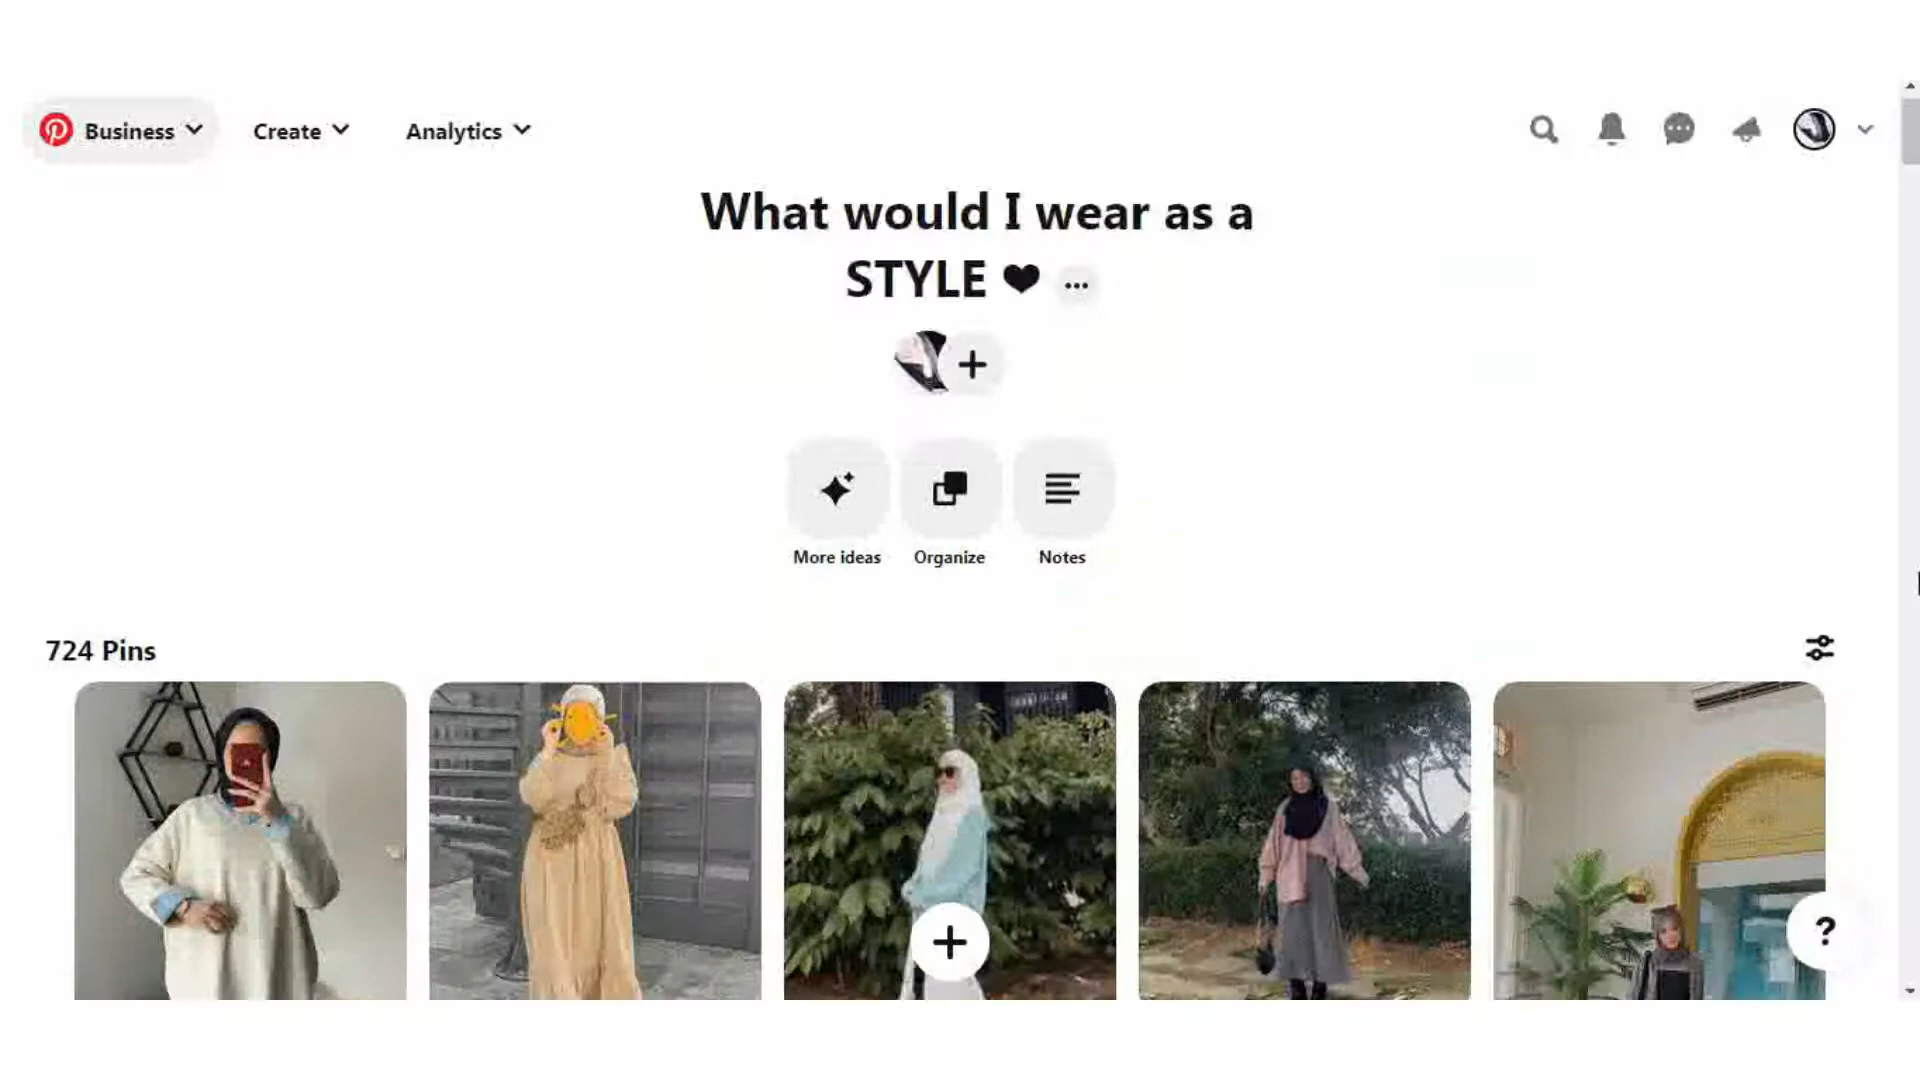 Business
Create
Analytics
What would I wear as a
STYLE ❤ ...
More ideas
Organize
Notes
724 Pins
?